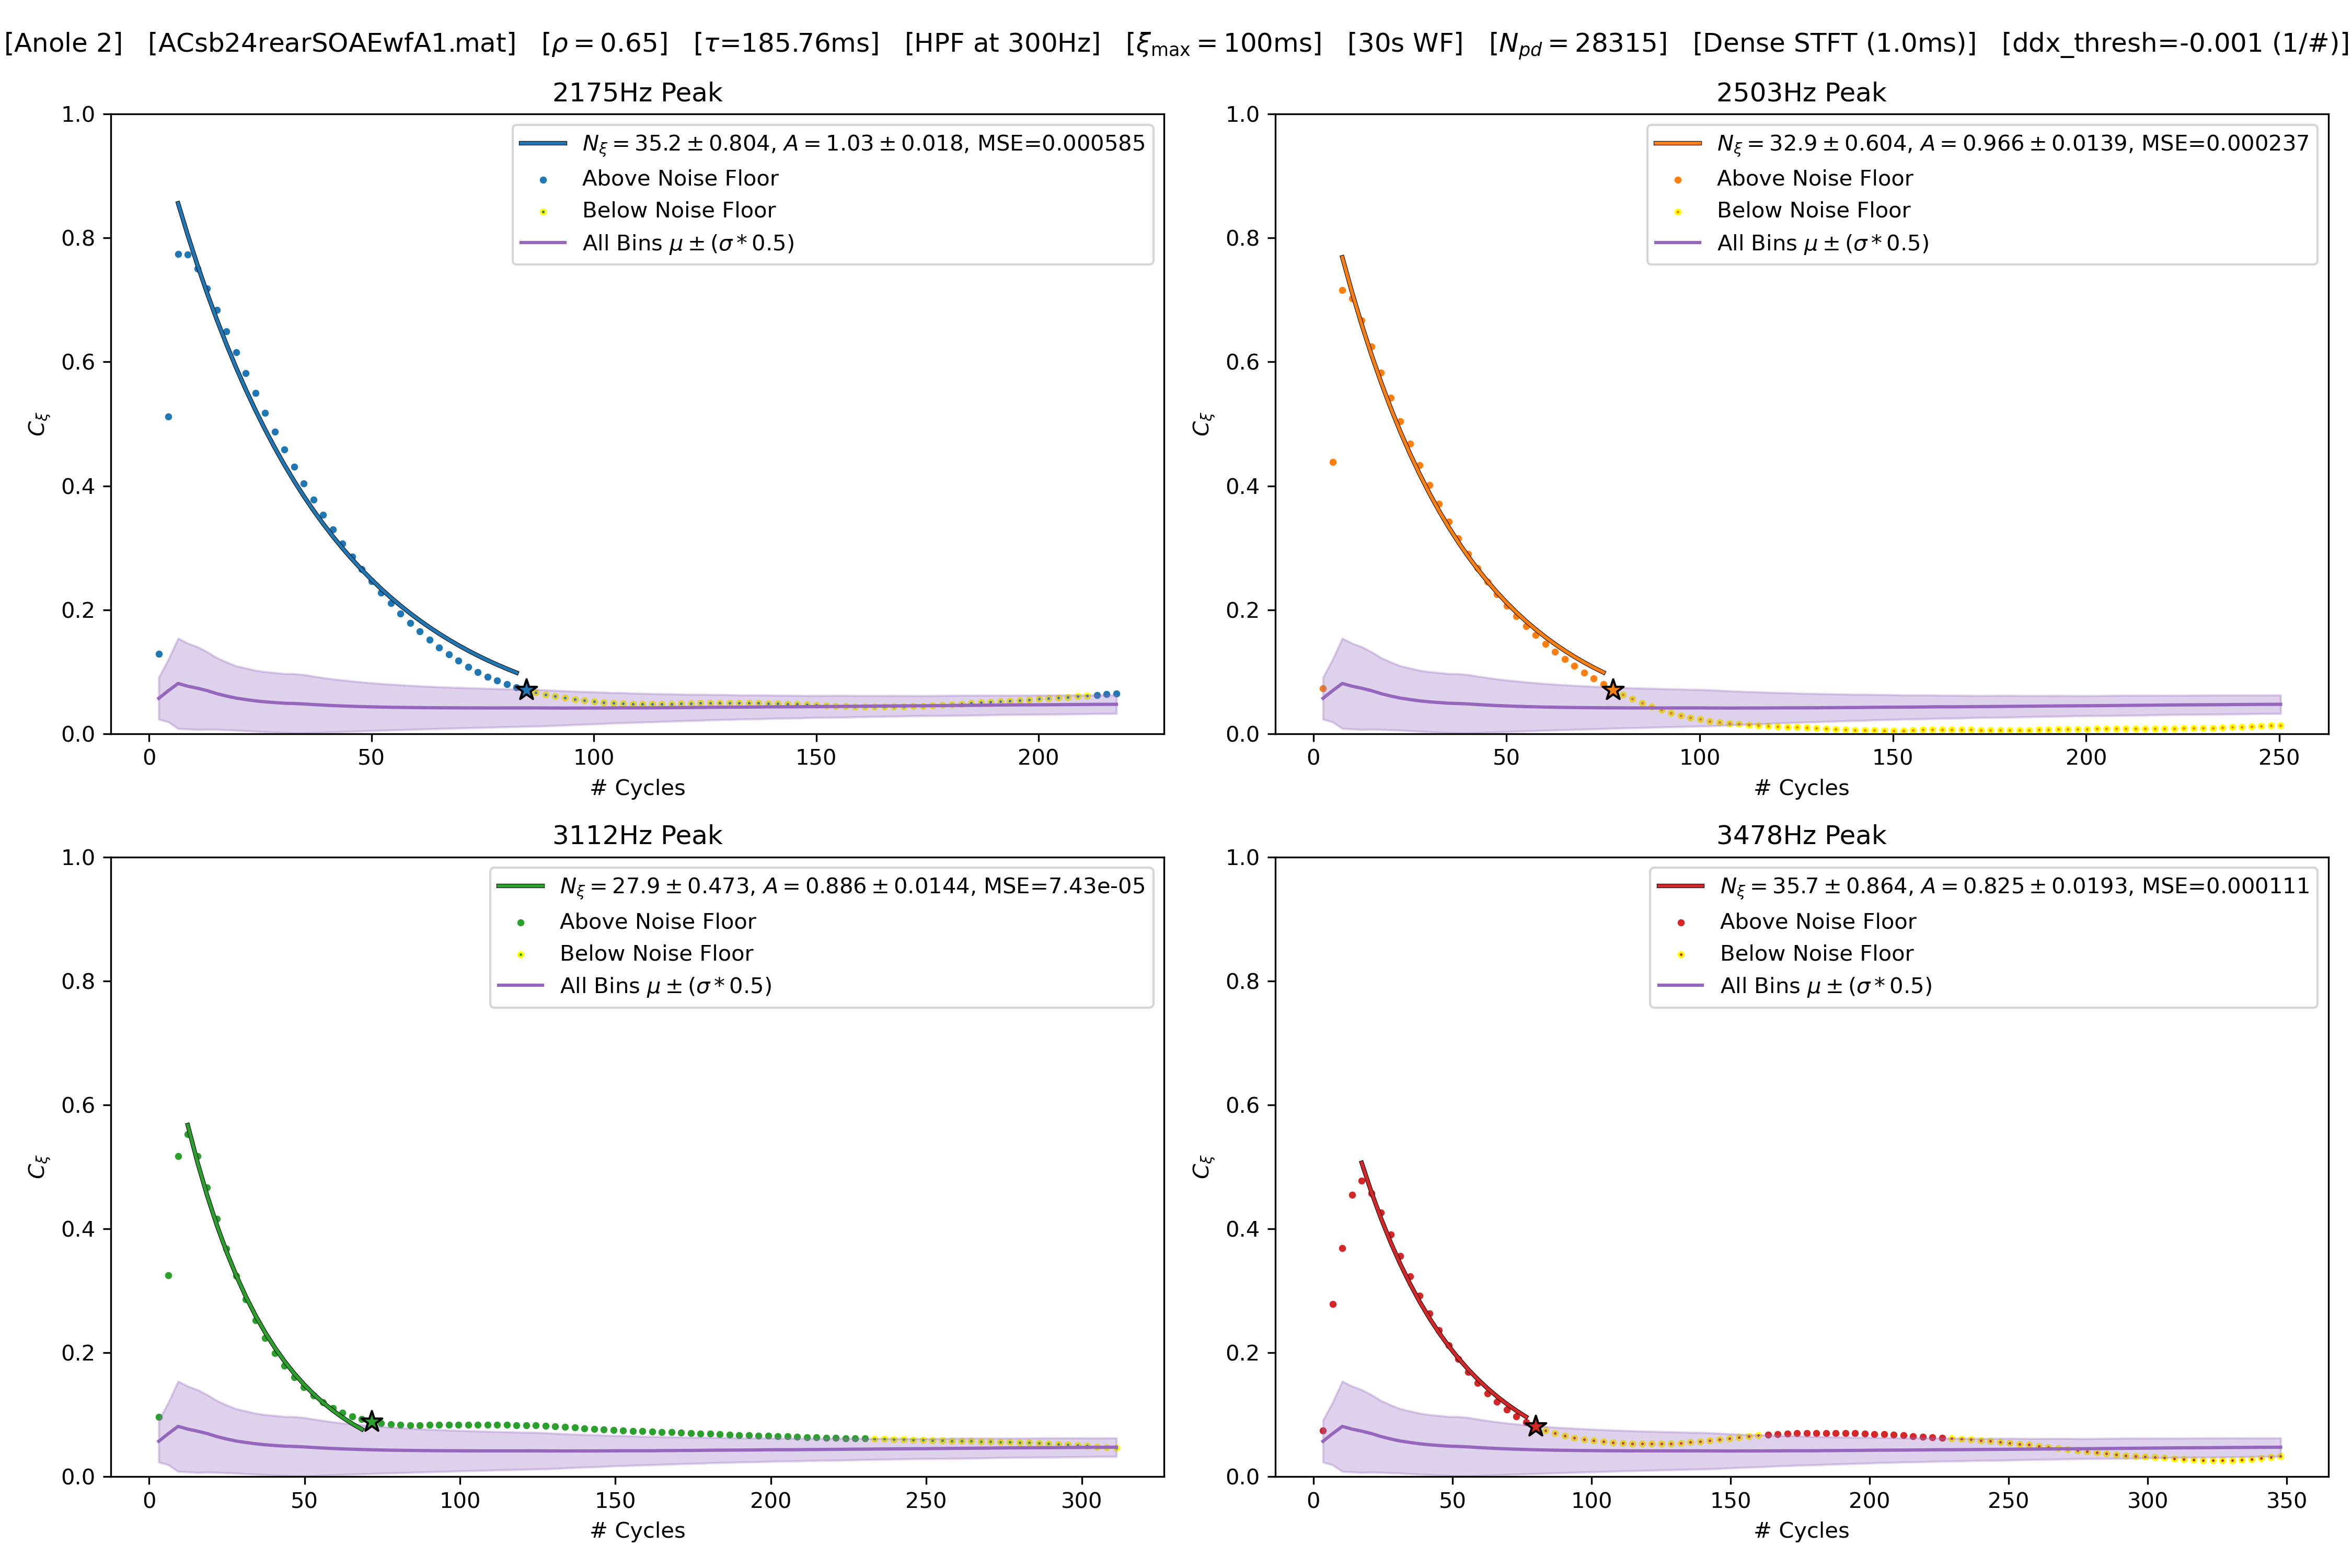 [Anole 2] [ACsb24rearSOAEwfA1.mat] [ρ = 0.65] [τ=185.76ms] [HPF at 300Hz] [ξmax = 100ms] [30s WF] [Npd = 28315] [Dense STFT (1.0ms)] [ddx_thresh=-0.001 (1/#)]
2175Hz Peak
Nξ = 35.2 ± 0.804, A = 1.03 ± 0.018, MSE=0.000585
Above Noise Floor
Below Noise Floor
All Bins μ ± (σ * 0.5)
1.0
0.8
0.6
0.4
0.2
0.0
Cξ
0 50 100 150 200
# Cycles
2503Hz Peak
Nξ = 32.9 ± 0.604, A = 0.966 ± 0.0139, MSE=0.000237
Above Noise Floor
Below Noise Floor
All Bins μ ± (σ * 0.5)
1.0
0.8
0.6
0.4
0.2
0.0
Cξ
0 50 100 150 200 250
# Cycles
3112Hz Peak
Nξ = 27.9 ± 0.473, A = 0.886 ± 0.0144, MSE=7.43e-05
Above Noise Floor
Below Noise Floor
All Bins μ ± (σ * 0.5)
1.0
0.8
0.6
0.4
0.2
0.0
Cξ
0 50 100 150 200 250 300
# Cycles
3478Hz Peak
Nξ = 35.7 ± 0.864, A = 0.825 ± 0.0193, MSE=0.000111
Above Noise Floor
Below Noise Floor
All Bins μ ± (σ * 0.5)
1.0
0.8
0.6
0.4
0.2
0.0
Cξ
0 50 100 150 200 250 300 350
# Cycles